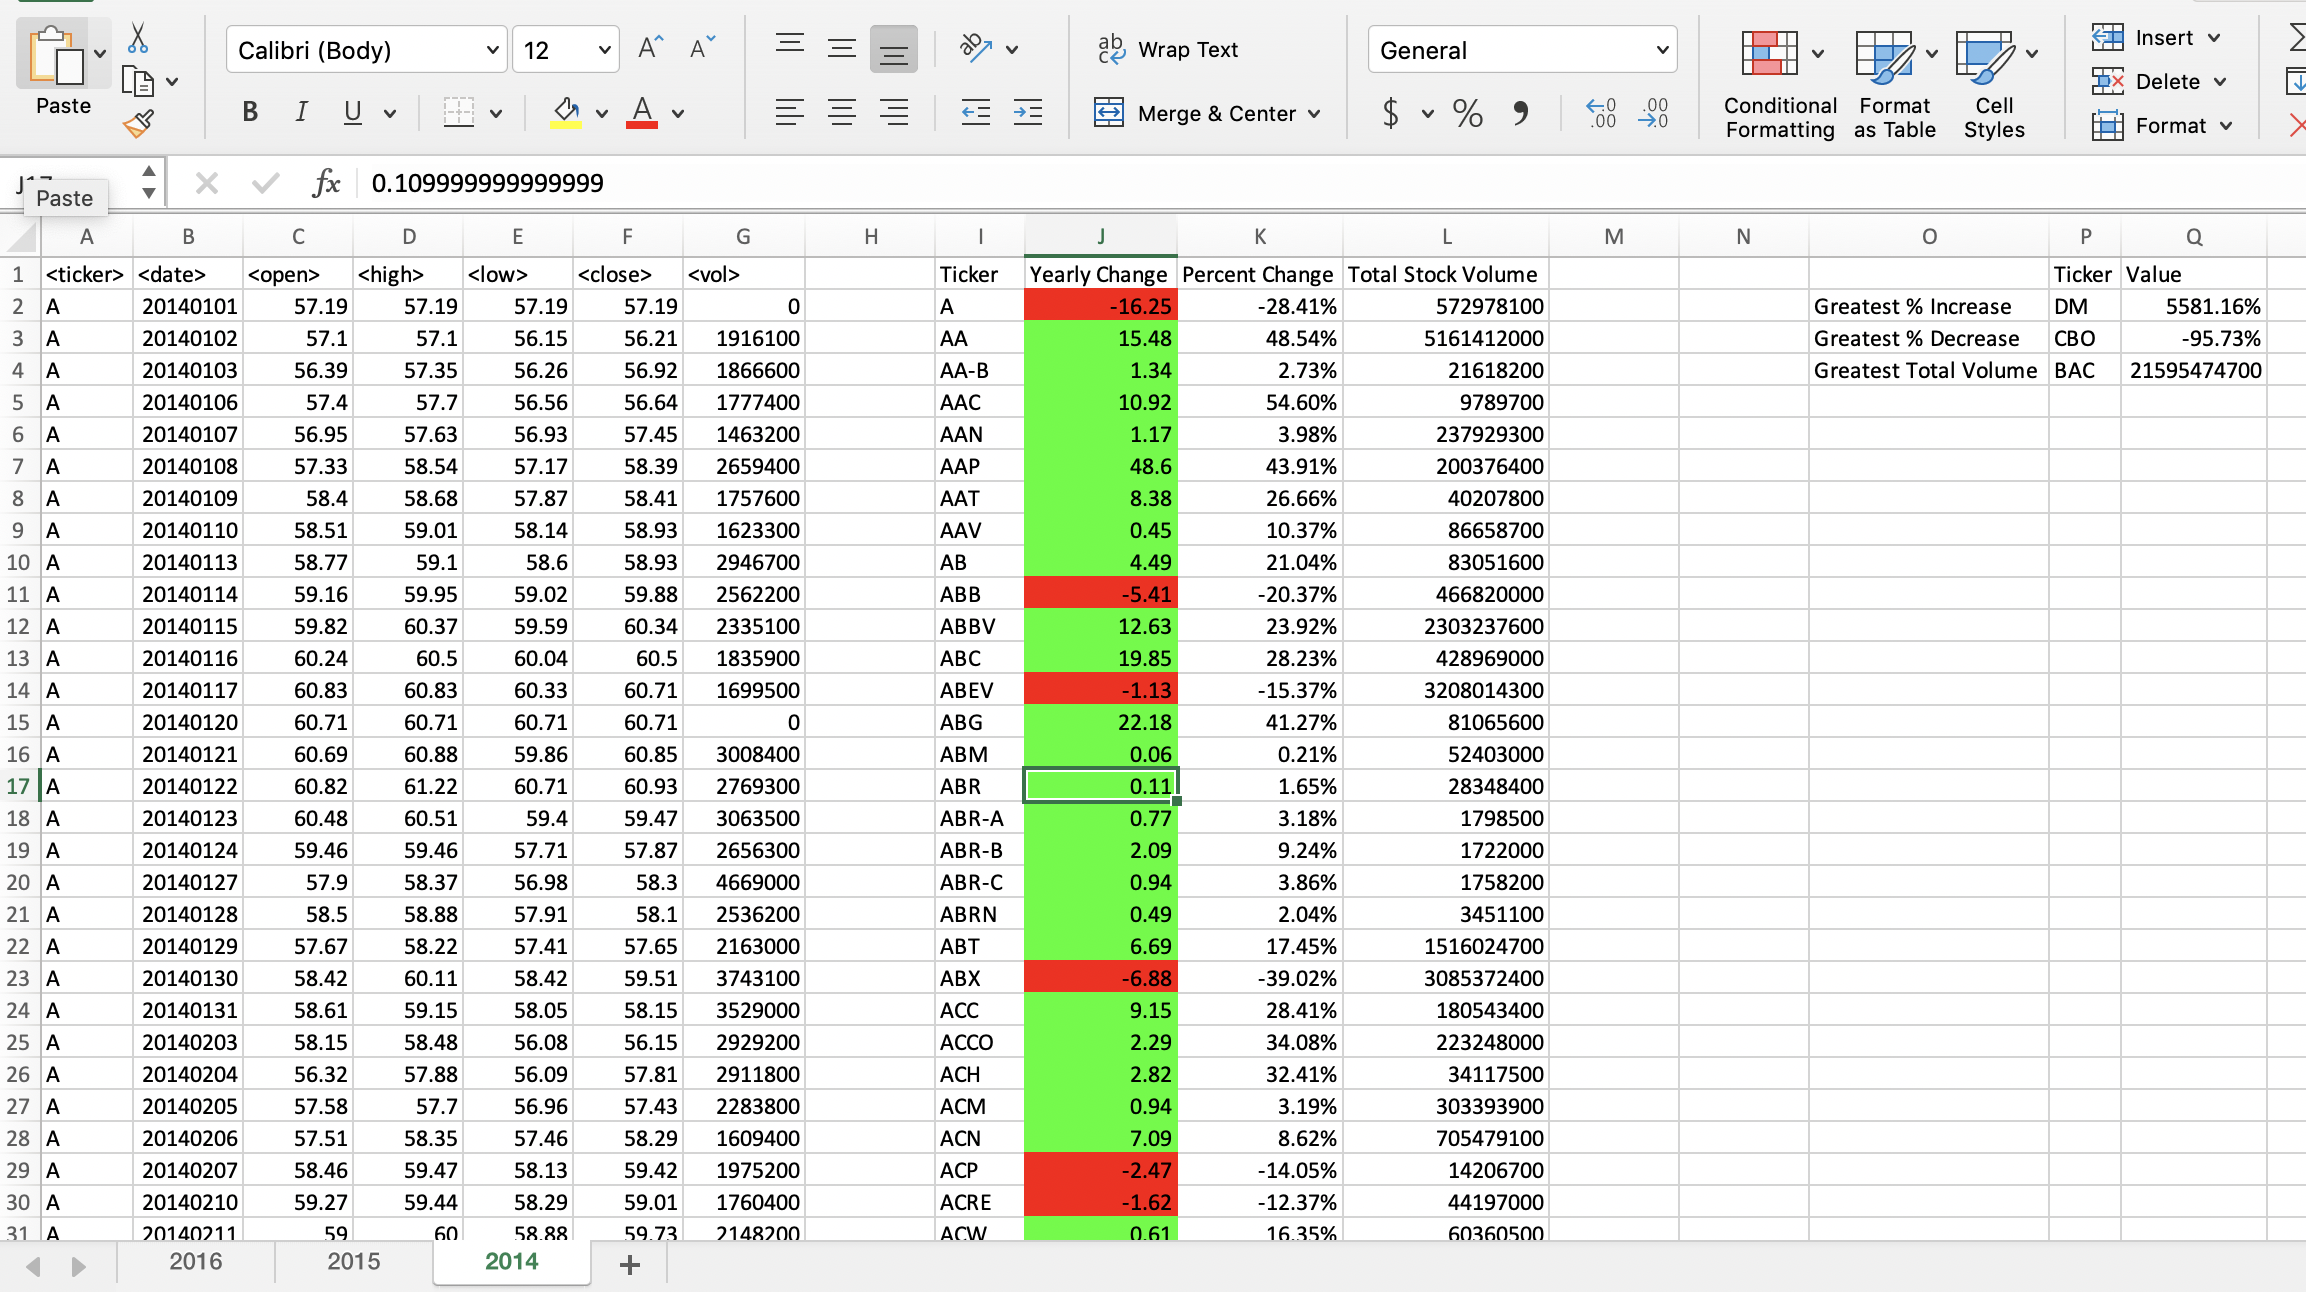 Paste
Calibri (Body)
12
A^
Aˇ
ab
Wrap Text
General
Insert
Delete
Format
B I U
A
Merge & Center
$ % ,
Conditional Formatting
Format as Table
Cell Styles
Paste
fx 0.109999999999999
A B C D E F G H I J K L M N O P Q
1 <ticker> <date> <open> <high> <low> <close> <vol> Ticker Yearly Change Percent Change Total Stock Volume Ticker Value
2 A 20140101 57.19 57.19 57.19 57.19 0 A -16.25 -28.41% 572978100 Greatest % Increase DM 5581.16%
3 A 20140102 57.1 57.1 56.15 56.21 1916100 AA 15.48 48.54% 5161412000 Greatest % Decrease CBO -95.73%
4 A 20140103 56.39 57.35 56.26 56.92 1866600 AA-B 1.34 2.73% 21618200 Greatest Total Volume BAC 21595474700
5 A 20140106 57.4 57.7 56.56 56.64 1777400 AAC 10.92 54.60% 9789700
6 A 20140107 56.95 57.63 56.93 57.45 1463200 AAN 1.17 3.98% 237929300
7 A 20140108 57.33 58.54 57.17 58.39 2659400 AAP 48.6 43.91% 200376400
8 A 20140109 58.4 58.68 57.87 58.41 1757600 AAT 8.38 26.66% 40207800
9 A 20140110 58.51 59.01 58.14 58.93 1623300 AAV 0.45 10.37% 86658700
10 A 20140113 58.77 59.1 58.6 58.93 2946700 AB 4.49 21.04% 83051600
11 A 20140114 59.16 59.95 59.02 59.88 2562200 ABB -5.41 -20.37% 466820000
12 A 20140115 59.82 60.37 59.59 60.34 2335100 ABBV 12.63 23.92% 2303237600
13 A 20140116 60.24 60.5 60.04 60.5 1835900 ABC 19.85 28.23% 428969000
14 A 20140117 60.83 60.83 60.33 60.71 1699500 ABEV -1.13 -15.37% 3208014300
15 A 20140120 60.71 60.71 60.71 60.71 0 ABG 22.18 41.27% 81065600
16 A 20140121 60.69 60.88 59.86 60.85 3008400 ABM 0.06 0.21% 52403000
17 A 20140122 60.82 61.22 60.71 60.93 2769300 ABR 0.11 1.65% 28348400
18 A 20140123 60.48 60.51 59.4 59.47 3063500 ABR-A 0.77 3.18% 1798500
19 A 20140124 59.46 59.46 57.71 57.87 2656300 ABR-B 2.09 9.24% 1722000
20 A 20140127 57.9 58.37 56.98 58.3 4669000 ABR-C 0.94 3.86% 1758200
21 A 20140128 58.5 58.88 57.91 58.1 2536200 ABRN 0.49 2.04% 3451100
22 A 20140129 57.67 58.22 57.41 57.65 2163000 ABT 6.69 17.45% 1516024700
23 A 20140130 58.42 60.11 58.42 59.51 3743100 ABX -6.88 -39.02% 3085372400
24 A 20140131 58.61 59.15 58.05 58.15 3529000 ACC 9.15 28.41% 180543400
25 A 20140203 58.15 58.48 56.08 56.15 2929200 ACCO 2.29 34.08% 223248000
26 A 20140204 56.32 57.88 56.09 57.81 2911800 ACH 2.82 32.41% 34117500
27 A 20140205 57.58 57.7 56.96 57.43 2283800 ACM 0.94 3.19% 303393900
28 A 20140206 57.51 58.35 57.46 58.29 1609400 ACN 7.09 8.62% 705479100
29 A 20140207 58.46 59.47 58.13 59.42 1975200 ACP -2.47 -14.05% 14206700
30 A 20140210 59.27 59.44 58.29 59.01 1760400 ACRE -1.62 -12.37% 44197000
31 A 20140211 59 60 58.88 59.73 2148200 ACW 0.61 16.35% 60360500
2016 2015 2014 +